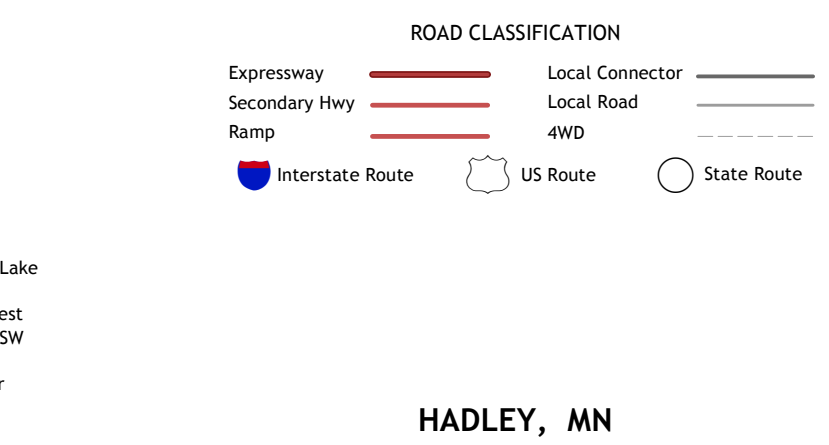 ROAD CLASSIFICATION
Expressway
Local Connector
Secondary Hwy
Local Road
Ramp
4WD
Interstate Route
US Route
State Route
Lake
est
SW
r
HADLEY, MN